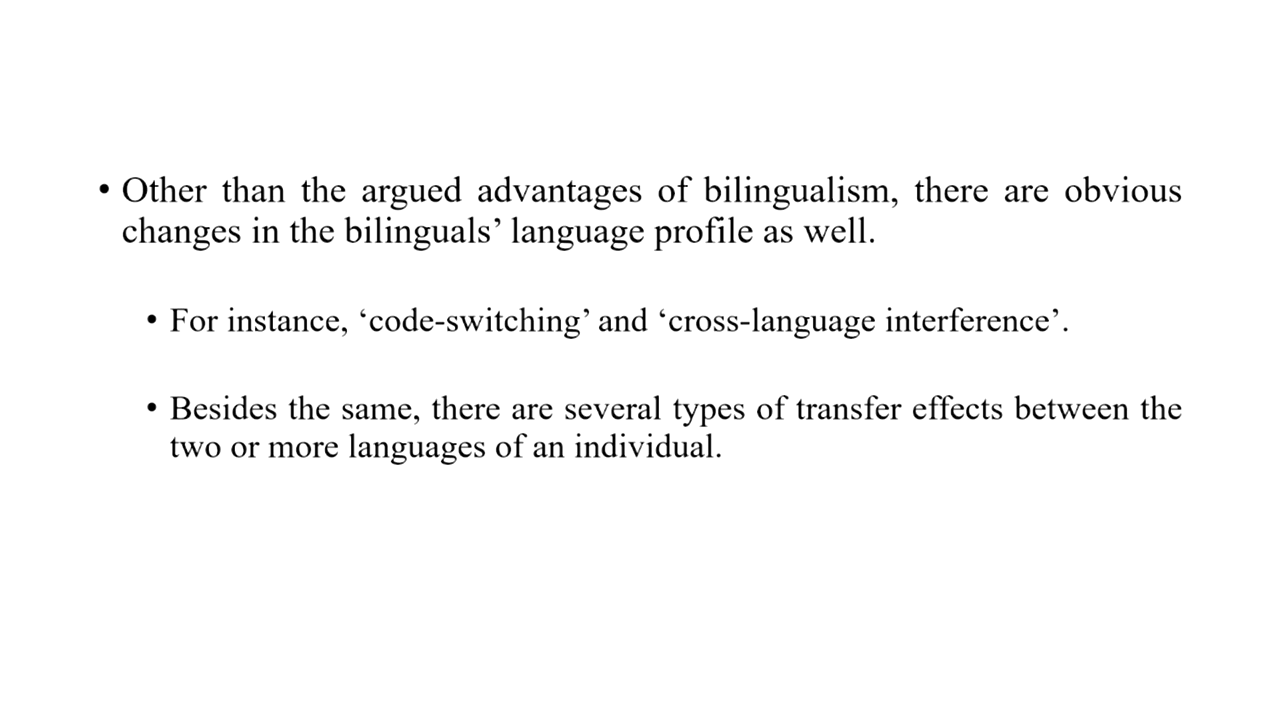 • Other than the argued advantages of bilingualism, there are obvious
changes in the bilinguals’ language profile as well.
• For instance, ‘code-switching’ and ‘cross-language interference’.
• Besides the same, there are several types of transfer effects between the
two or more languages of an individual.